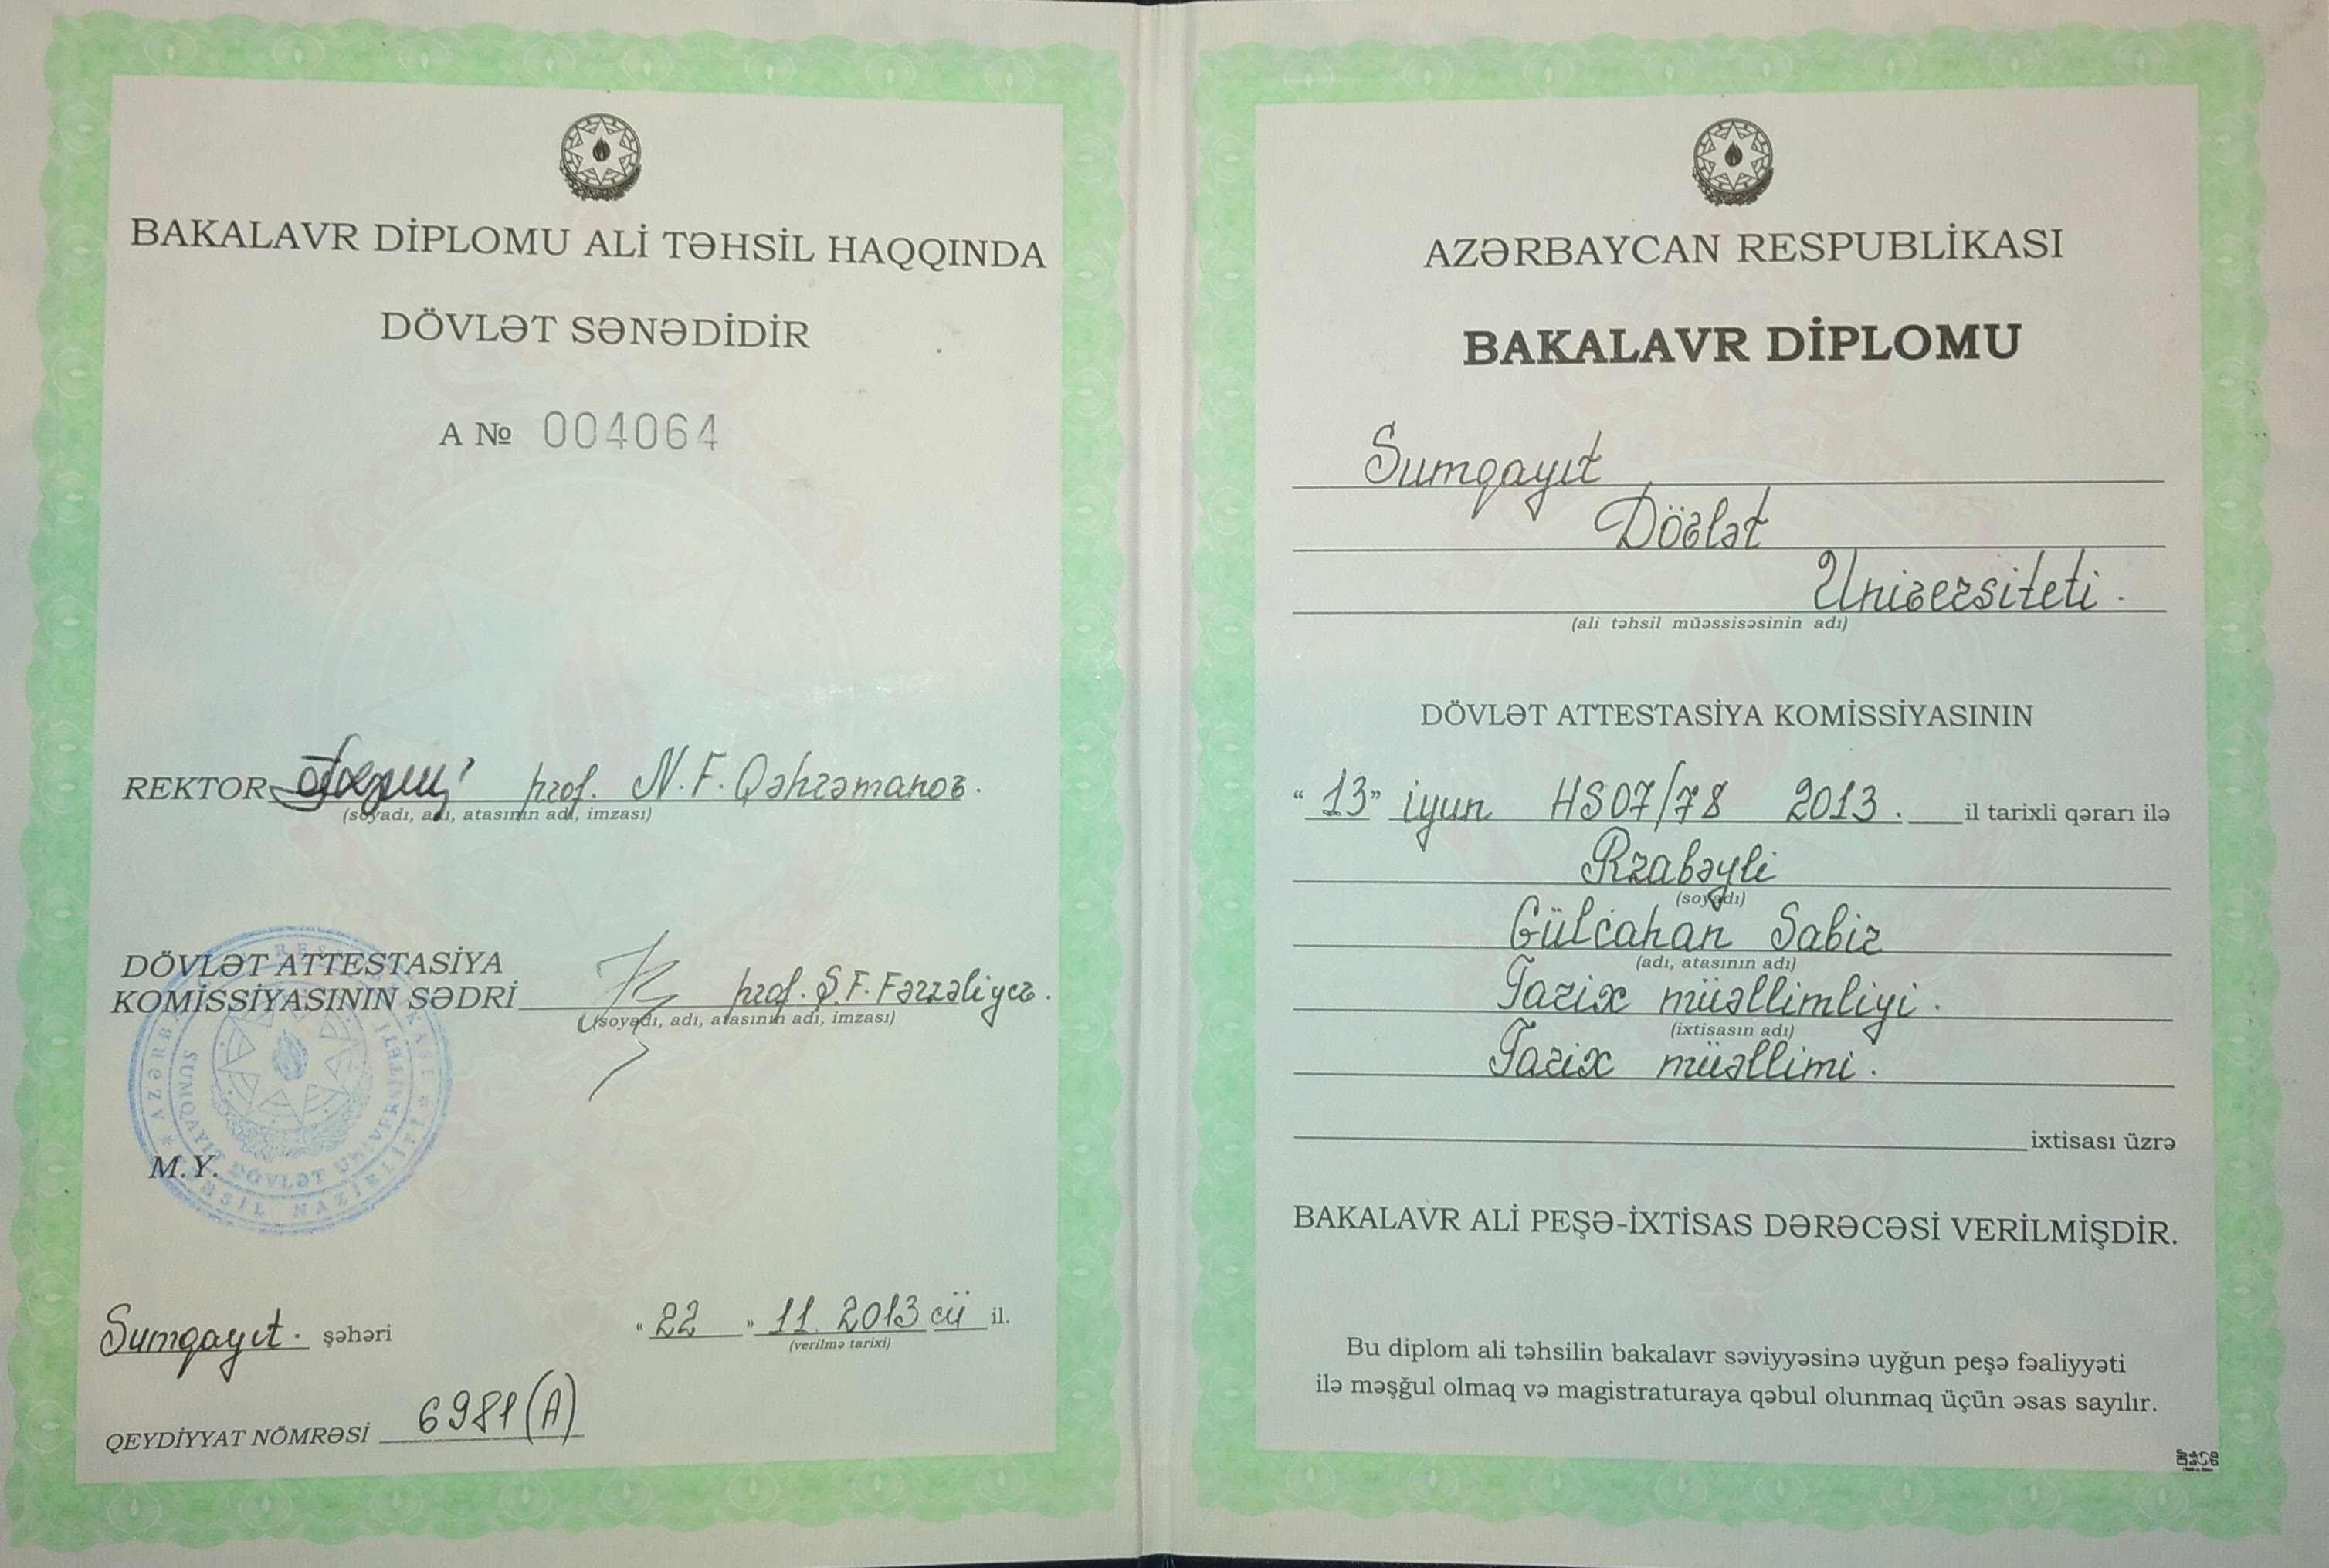 BAKALAVR DİPLOMU ALİ TƏHSİL HAQQINDA
DÖVLƏT SƏNƏDİDİR
A № 004064
REKTOR prof. N.F.Qəhrəmanov.
(soyadı, adı, atasının adı, imzası)
DÖVLƏT ATTESTASİYA
KOMİSSİYASININ SƏDRİ prof. Ş.F.Fərzəliyev.
(soyadı, adı, atasının adı, imzası)
M.Y.
SUMQAYIT DÖVLƏT UNİVERSİTETİ
Sumqayıt. şəhəri
"22" 11. 2013 cü il.
(verilmə tarixi)
QEYDİYYAT NÖMRƏSİ 6981(A)
AZƏRBAYCAN RESPUBLİKASI
BAKALAVR DİPLOMU
Sumqayıt
Dövlət
Universiteti.
(ali təhsil müəssisəsinin adı)
DÖVLƏT ATTESTASİYA KOMİSSİYASININ
"13" iyun HS07/78 2013. il tarixli qərarı ilə
Rzabəyli
(soyadı)
Gülcahan Sabir
(adı, atasının adı)
Tarix müəllimliyi.
(ixtisasın adı)
Tarix müəllimi.
ixtisası üzrə
BAKALAVR ALİ PEŞƏ-İXTİSAS DƏRƏCƏSİ VERİLMİŞDİR.
Bu diplom ali təhsilin bakalavr səviyyəsinə uyğun peşə fəaliyyəti
ilə məşğul olmaq və magistraturaya qəbul olunmaq üçün əsas sayılır.